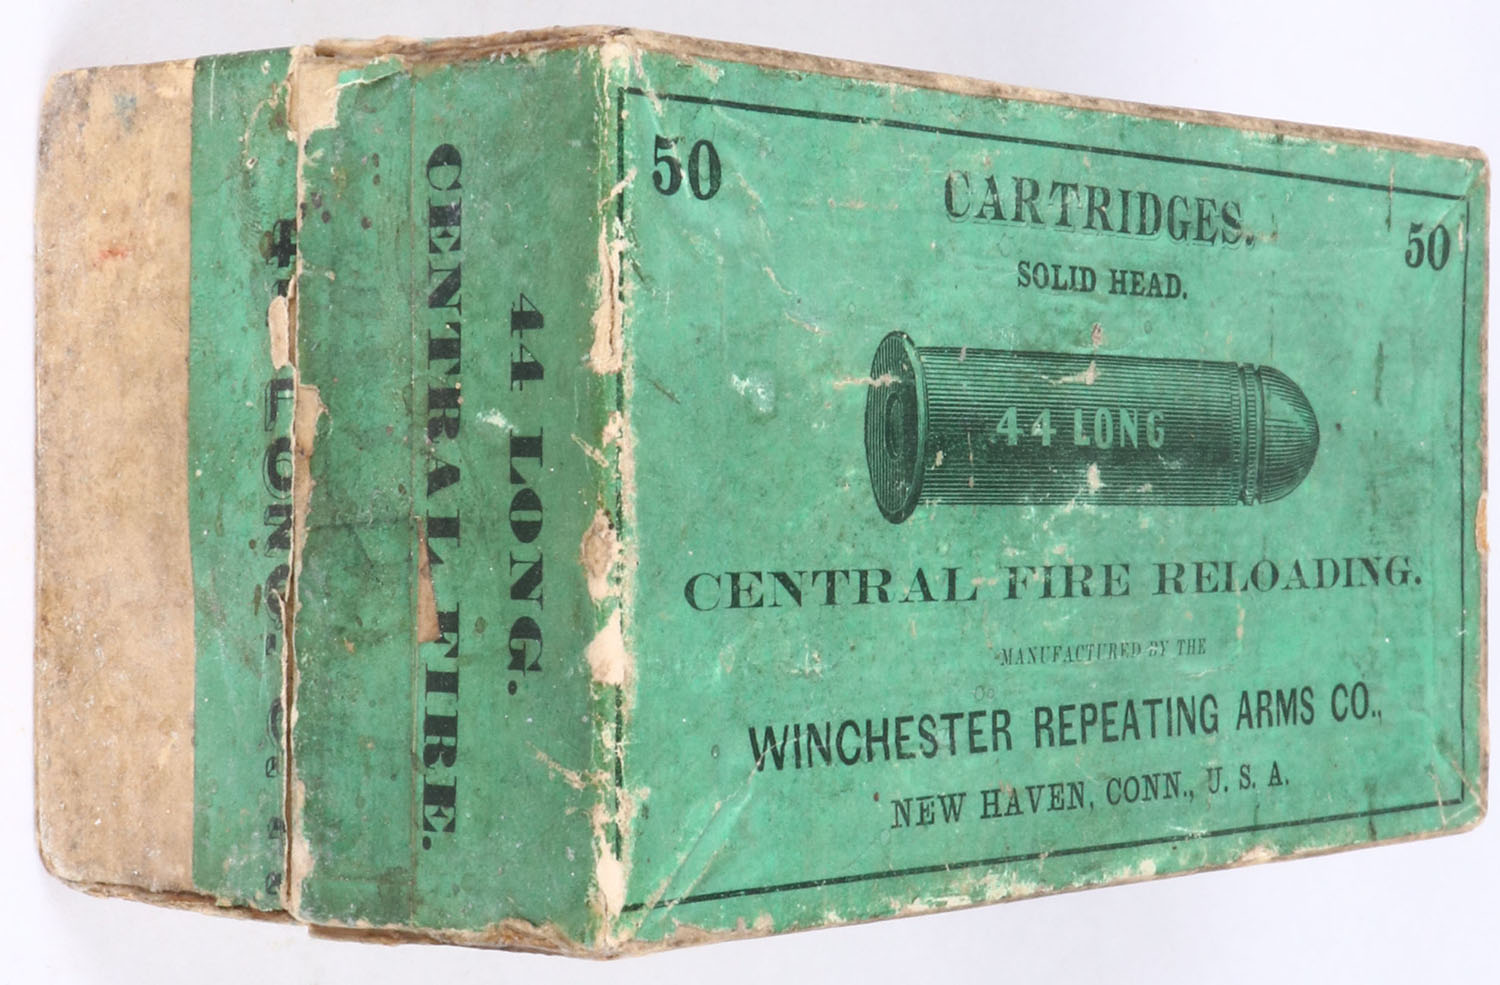 50
50
CARTRIDGES.
SOLID HEAD.
44 LONG
CENTRAL FIRE RELOADING.
MANUFACTURED BY THE
WINCHESTER REPEATING ARMS CO.,
NEW HAVEN, CONN., U. S. A.
44 LONG.
CENTRAL FIRE.
LONG